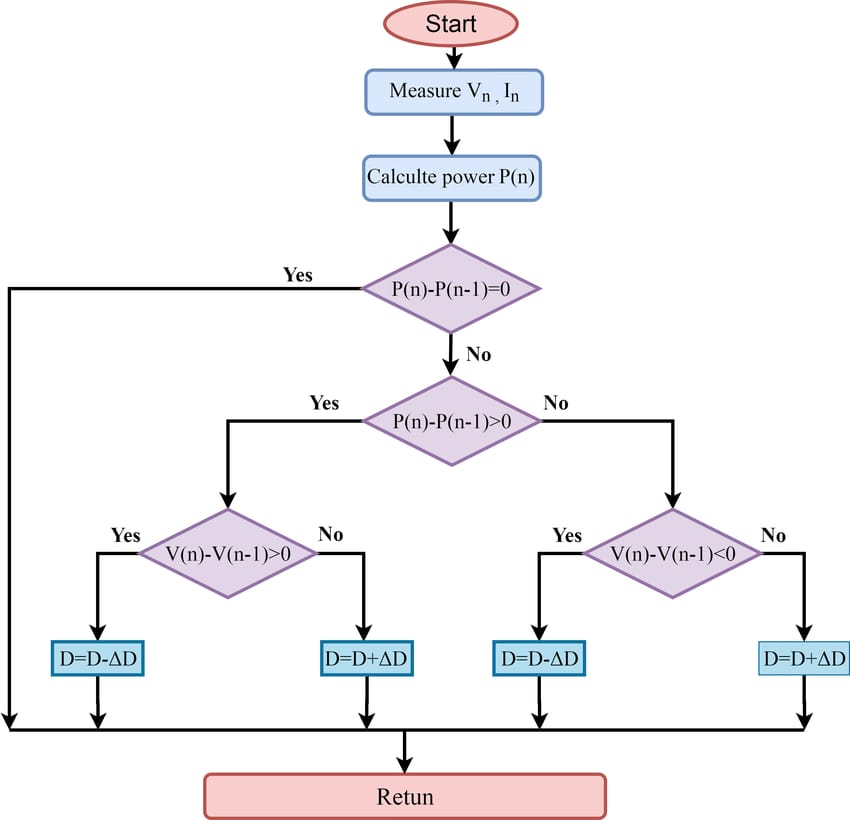 Start
Measure Vn , In
Calculte power P(n)
Yes
P(n)-P(n-1)=0
No
Yes
No
P(n)-P(n-1)>0
Yes
No
Yes
No
V(n)-V(n-1)>0
V(n)-V(n-1)<0
D=D-ΔD
D=D+ΔD
D=D-ΔD
D=D+ΔD
Retun